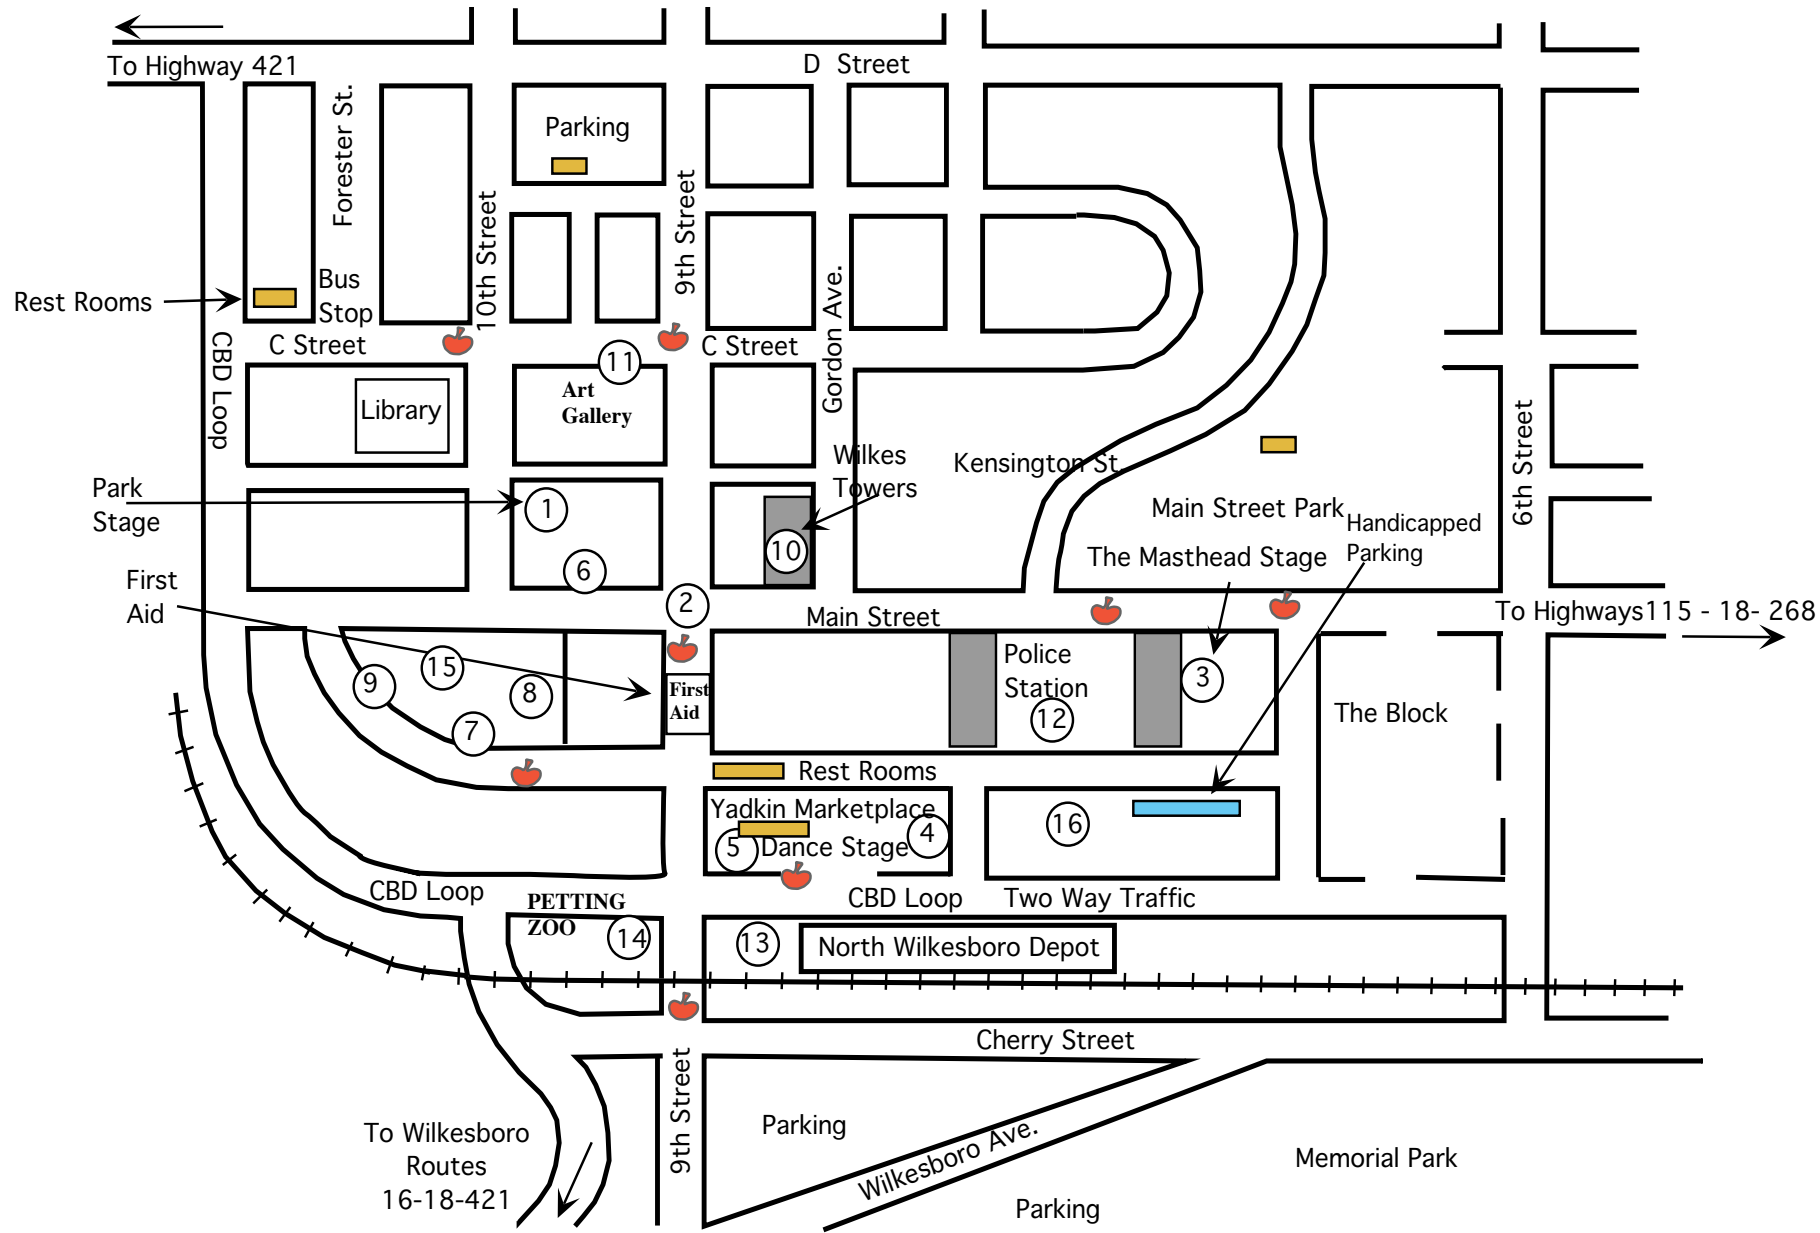 To Highway 421
D Street
Forester St.
Parking
10th Street
9th Street
Bus
Stop
Rest Rooms
C Street
C Street
Gordon Ave.
CBD Loop
11
Art
Gallery
Library
Wilkes
Towers
Kensington St.
6th Street
Park
Stage
1
10
Main Street Park
Handicapped
Parking
The Masthead Stage
6
First
Aid
2
Main Street
To Highways115 - 18- 268
15
9
8
7
First
Aid
Police
Station
12
3
The Block
Rest Rooms
Yadkin Marketplace
5
Dance Stage
4
16
CBD Loop
CBD Loop
Two Way Traffic
PETTING
ZOO
14
13
North Wilkesboro Depot
Cherry Street
9th Street
To Wilkesboro
Routes
16-18-421
Parking
Wilkesboro Ave.
Parking
Memorial Park